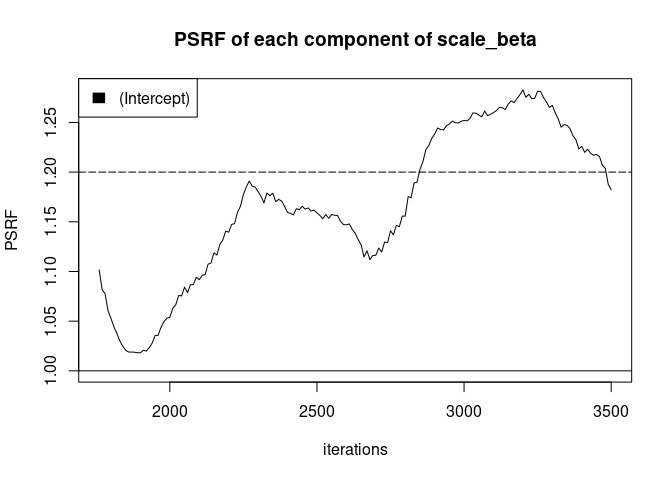 PSRF of each component of scale_beta
(Intercept)
PSRF
1.25
1.20
1.15
1.10
1.05
1.00
2000 2500 3000 3500
iterations